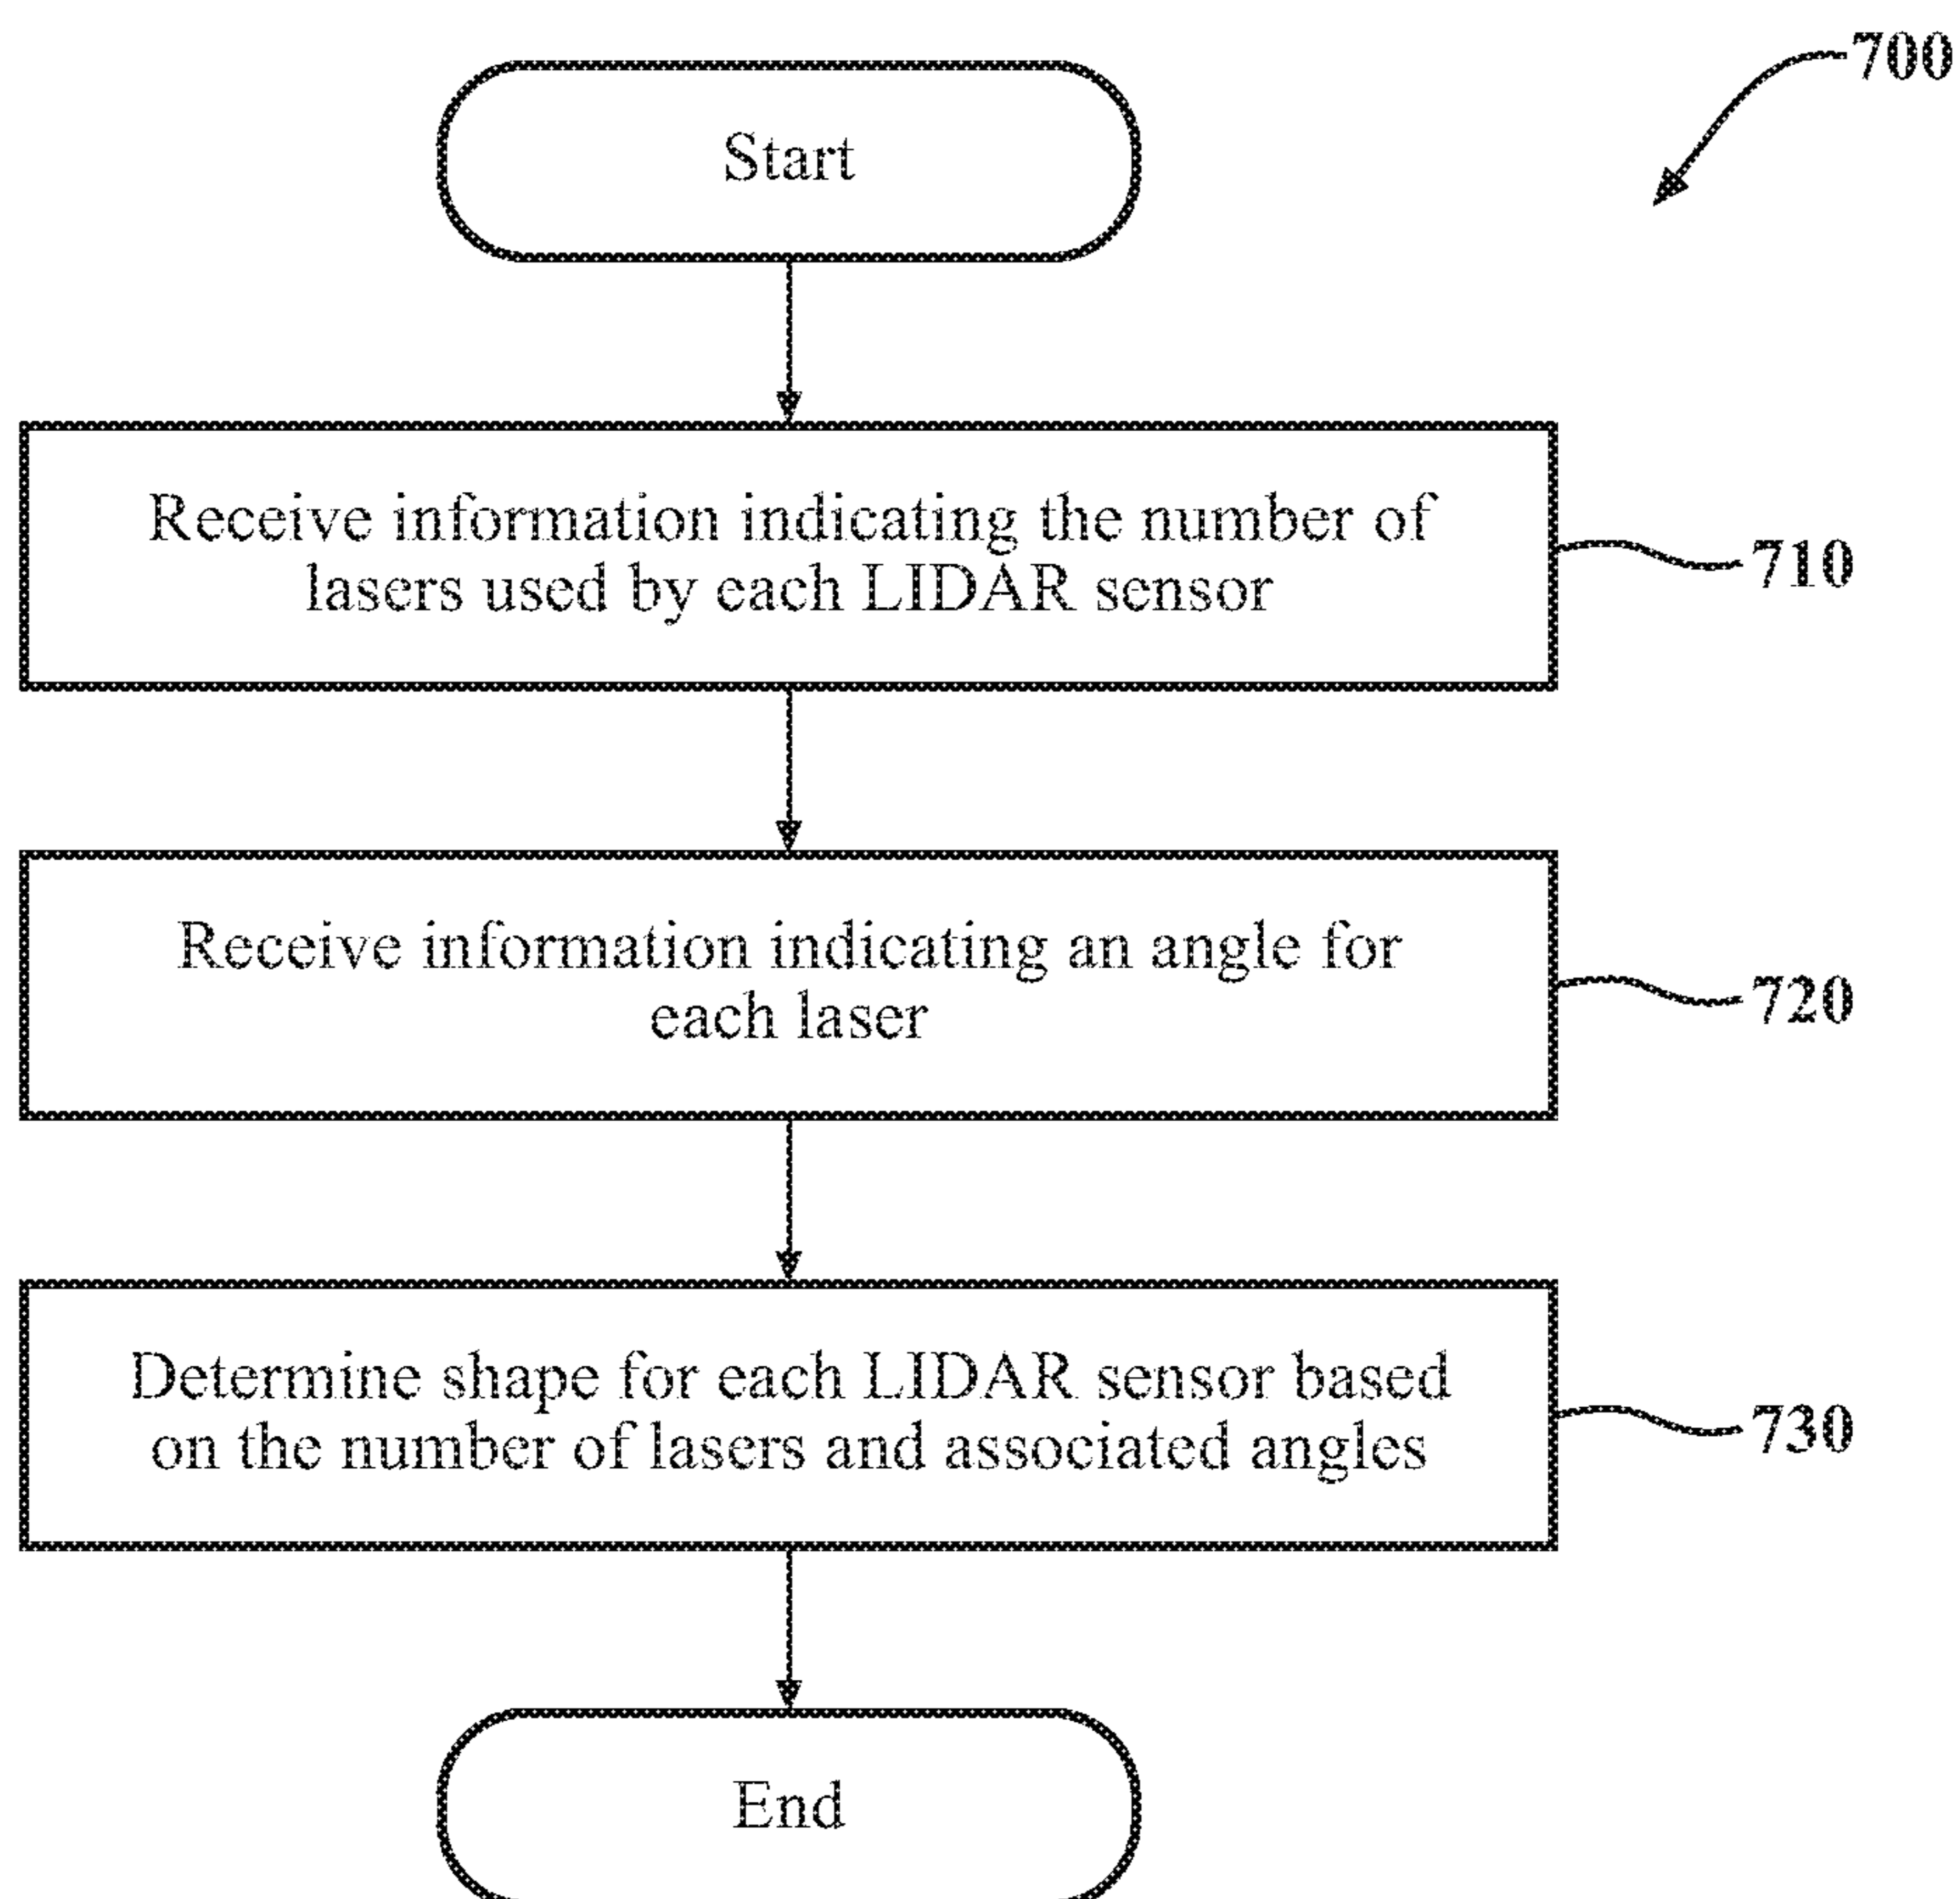 700
Start
Receive information indicating the number of
lasers used by each LIDAR sensor
710
Receive information indicating an angle for
each laser
720
Determine shape for each LIDAR sensor based
on the number of lasers and associated angles
730
End